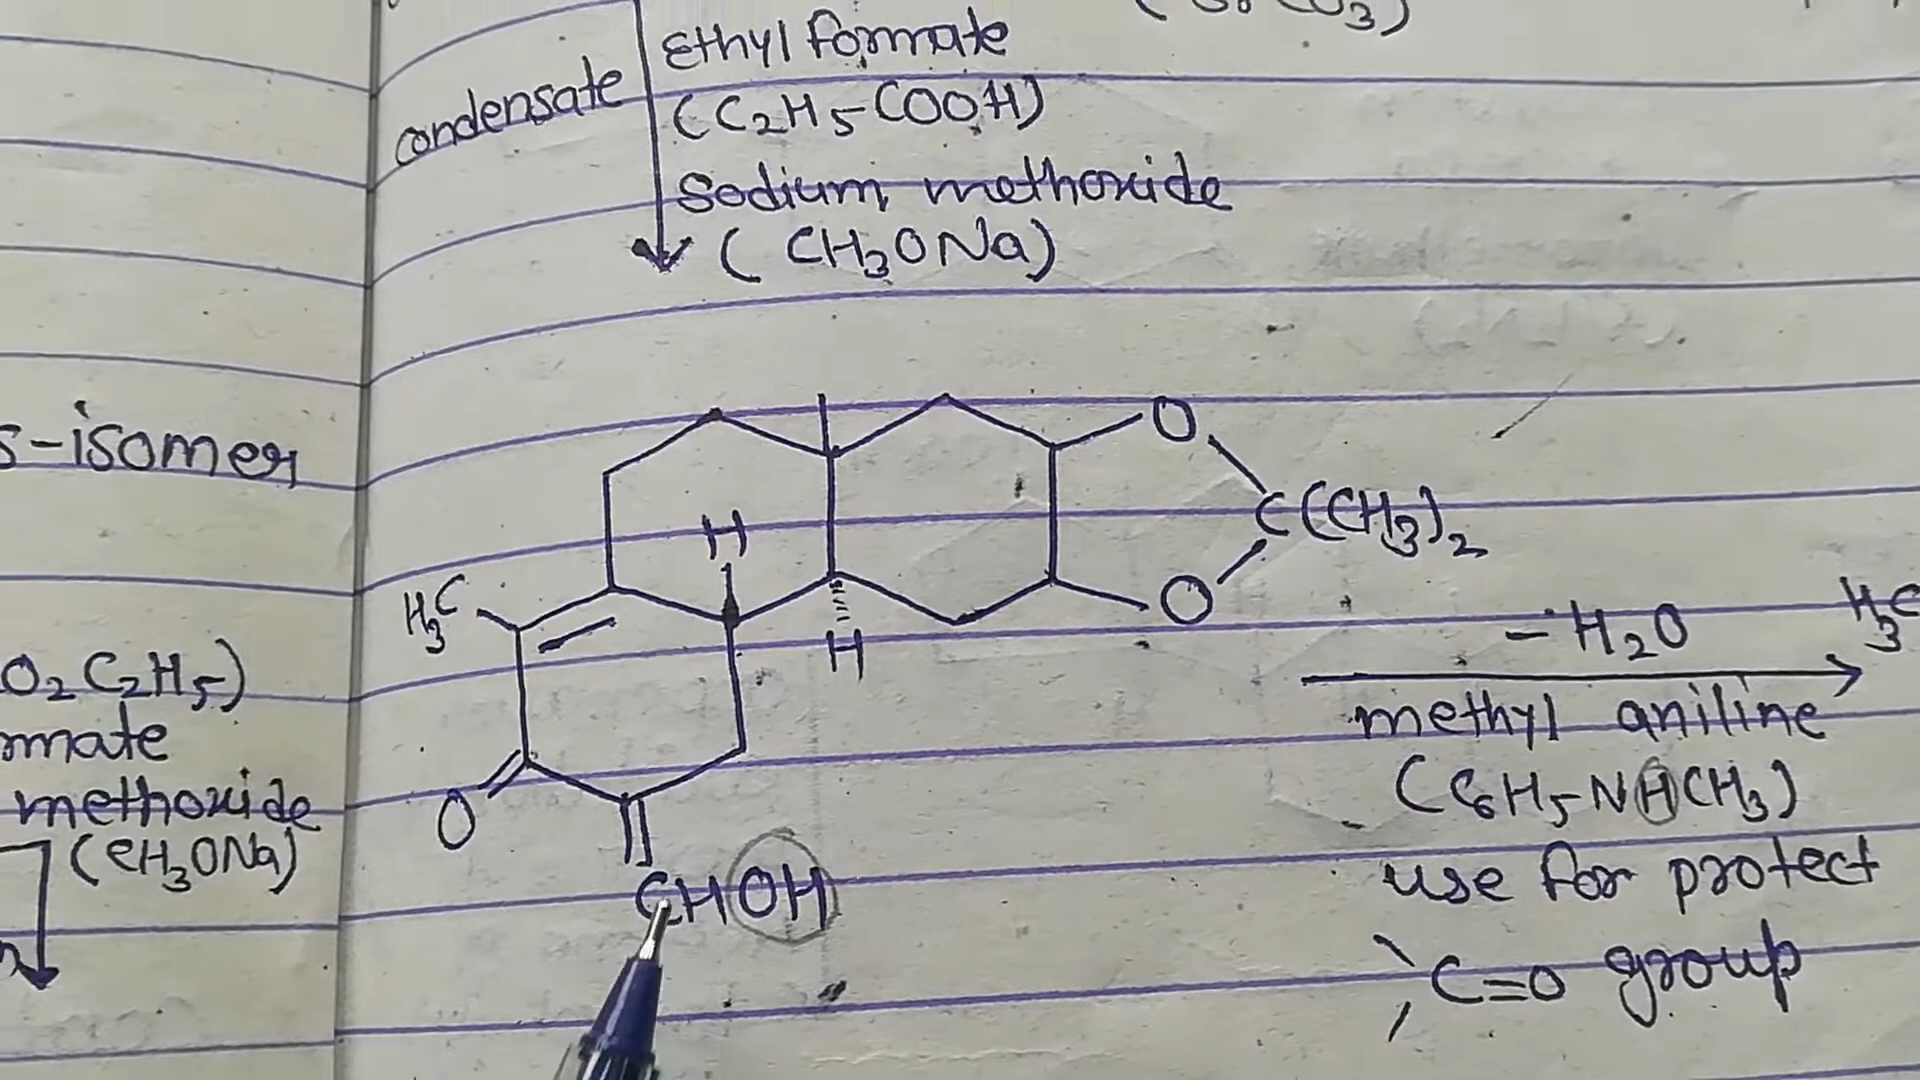 Ethyl formate
condensate
(C2H5-COOH)
Sodium methoxide
(CH3ONa)
s-isomer
O2C2H5)
rmate
methoxide
(CH3ONa)
O
C(CH3)2
O
H
H
H3C
O
CHOH
-H2O
H3C
methyl aniline
(C6H5-NHCH3)
use for protect
C=O group